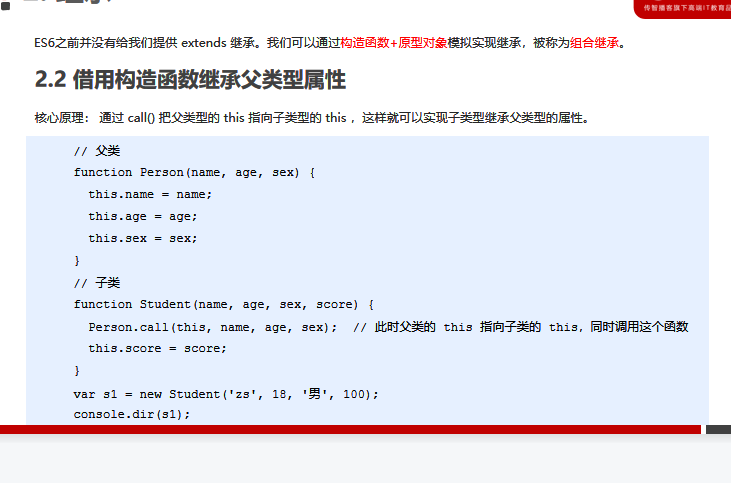 传智播客旗下高端IT教育品
ES6之前并没有给我们提供 extends 继承。我们可以通过构造函数+原型对象模拟实现继承，被称为组合继承。
2.2 借用构造函数继承父类型属性
核心原理： 通过 call() 把父类型的 this 指向子类型的 this ，这样就可以实现子类型继承父类型的属性。
// 父类
function Person(name, age, sex) {
this.name = name;
this.age = age;
this.sex = sex;
}
// 子类
function Student(name, age, sex, score) {
Person.call(this, name, age, sex);  // 此时父类的 this 指向子类的 this，同时调用这个函数
this.score = score;
}
var s1 = new Student('zs', 18, '男', 100);
console.dir(s1);